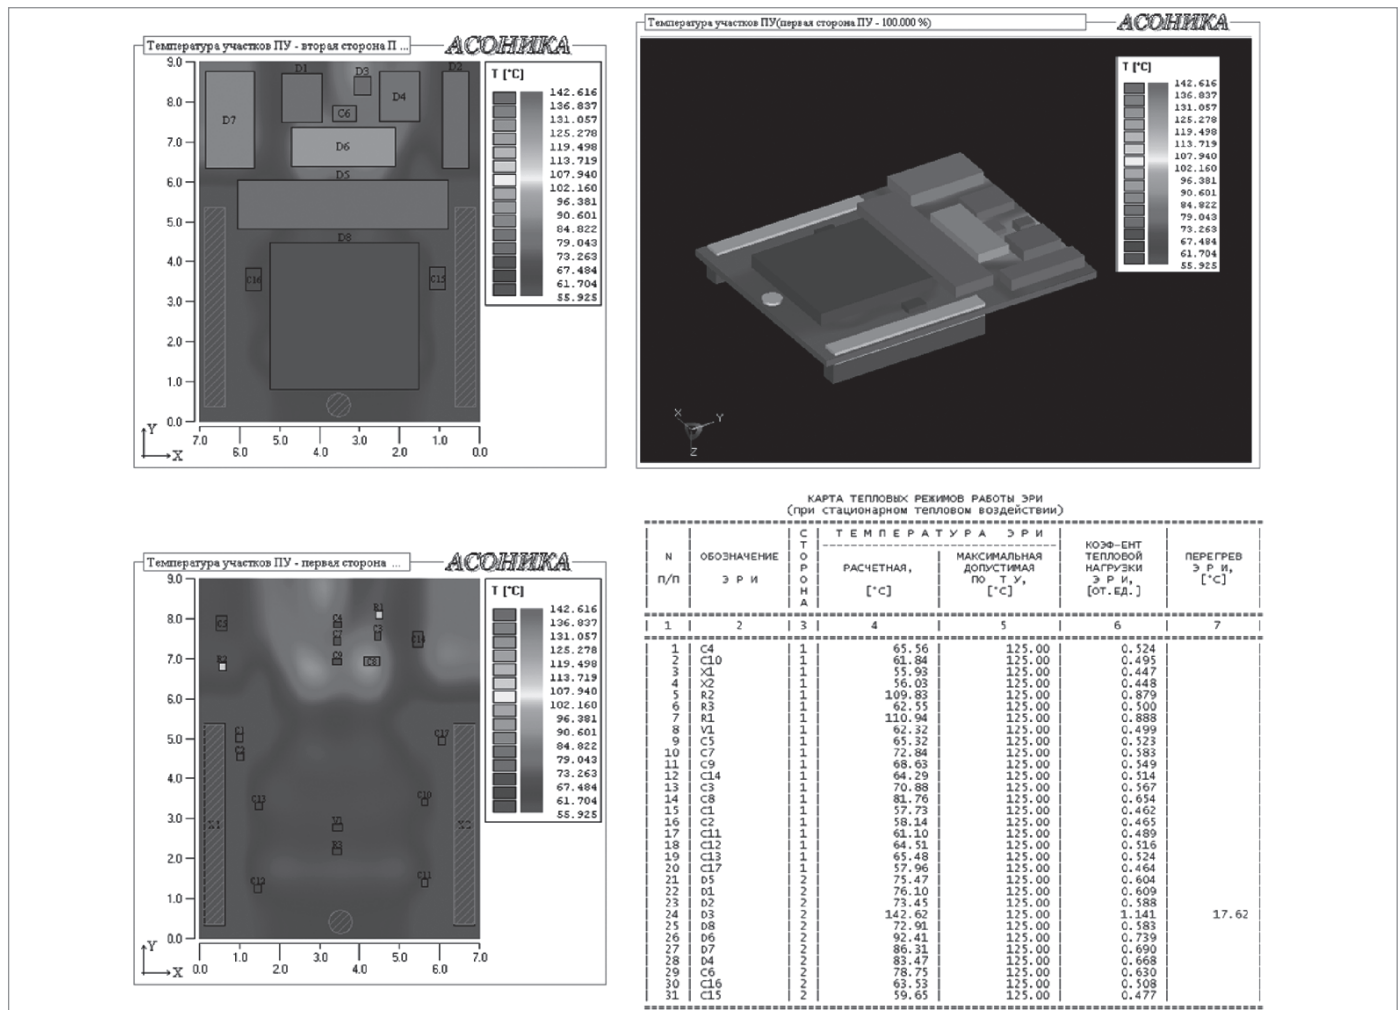 Температура участков ПУ - вторая сторона П ...
АСОНИКА
T [°C]
142.616
136.837
131.057
125.278
119.498
113.719
107.940
102.160
96.381
90.601
84.822
79.043
73.263
67.484
61.704
55.925
9.0
8.0
7.0
6.0
5.0
4.0
3.0
2.0
1.0
0.0
D1
D3
D2
D7
C6
D4
D6
D5
D8
C16
C15
Y
X
7.0 6.0 5.0 4.0 3.0 2.0 1.0 0.0
Температура участков ПУ(первая сторона ПУ - 100.000 %)
АСОНИКА
T [°C]
142.616
136.837
131.057
125.278
119.498
113.719
107.940
102.160
96.381
90.601
84.822
79.043
73.263
67.484
61.704
55.925
X
Y
Z
Температура участков ПУ - первая сторона ...
АСОНИКА
T [°C]
142.616
136.837
131.057
125.278
119.498
113.719
107.940
102.160
96.381
90.601
84.822
79.043
73.263
67.484
61.704
55.925
9.0
8.0
7.0
6.0
5.0
4.0
3.0
2.0
1.0
0.0
C4
R1
C7
C3
C14
C9
C8
C17
C10
C11
Y
X
0.0 1.0 2.0 3.0 4.0 5.0 6.0 7.0
КАРТА ТЕПЛОВЫХ РЕЖИМОВ РАБОТЫ ЭРИ
(при стационарном тепловом воздействии)
N П/П
ОБОЗНАЧЕНИЕ Э Р И
СТОРОНА
Т Е М П Е Р А Т У Р А Э Р И
РАСЧЕТНАЯ, [°C]
МАКСИМАЛЬНАЯ ДОПУСТИМАЯ ПО Т У, [°C]
КОЭФ-ЕНТ ТЕПЛОВОЙ НАГРУЗКИ Э Р И, [ОТ.ЕД.]
ПЕРЕГРЕВ Э Р И, [°C]
1 2 3 4 5 6 7
1 C4 1 65.56 125.00 0.524
2 C10 1 61.84 125.00 0.495
3 X1 1 55.93 125.00 0.447
4 X2 1 56.03 125.00 0.448
5 R2 1 109.83 125.00 0.879
6 R3 1 62.55 125.00 0.500
7 R1 1 110.94 125.00 0.888
8 V1 1 62.32 125.00 0.499
9 C5 1 65.32 125.00 0.523
10 C7 1 72.84 125.00 0.583
11 C9 1 68.63 125.00 0.549
12 C14 1 64.29 125.00 0.514
13 C3 1 70.88 125.00 0.567
14 C8 1 81.76 125.00 0.654
15 C1 1 57.73 125.00 0.462
16 C2 1 58.14 125.00 0.465
17 C11 1 61.10 125.00 0.489
18 C12 1 64.51 125.00 0.516
19 C13 1 65.48 125.00 0.524
20 C17 1 57.96 125.00 0.464
21 D5 2 75.47 125.00 0.604
22 D1 2 76.10 125.00 0.609
23 D2 2 73.45 125.00 0.588
24 D3 2 142.62 125.00 1.141 17.62
25 D8 2 72.91 125.00 0.583
26 D6 2 92.41 125.00 0.739
27 D7 2 86.31 125.00 0.690
28 D4 2 83.47 125.00 0.668
29 C6 2 78.75 125.00 0.630
30 C16 2 63.53 125.00 0.508
31 C15 2 59.65 125.00 0.477